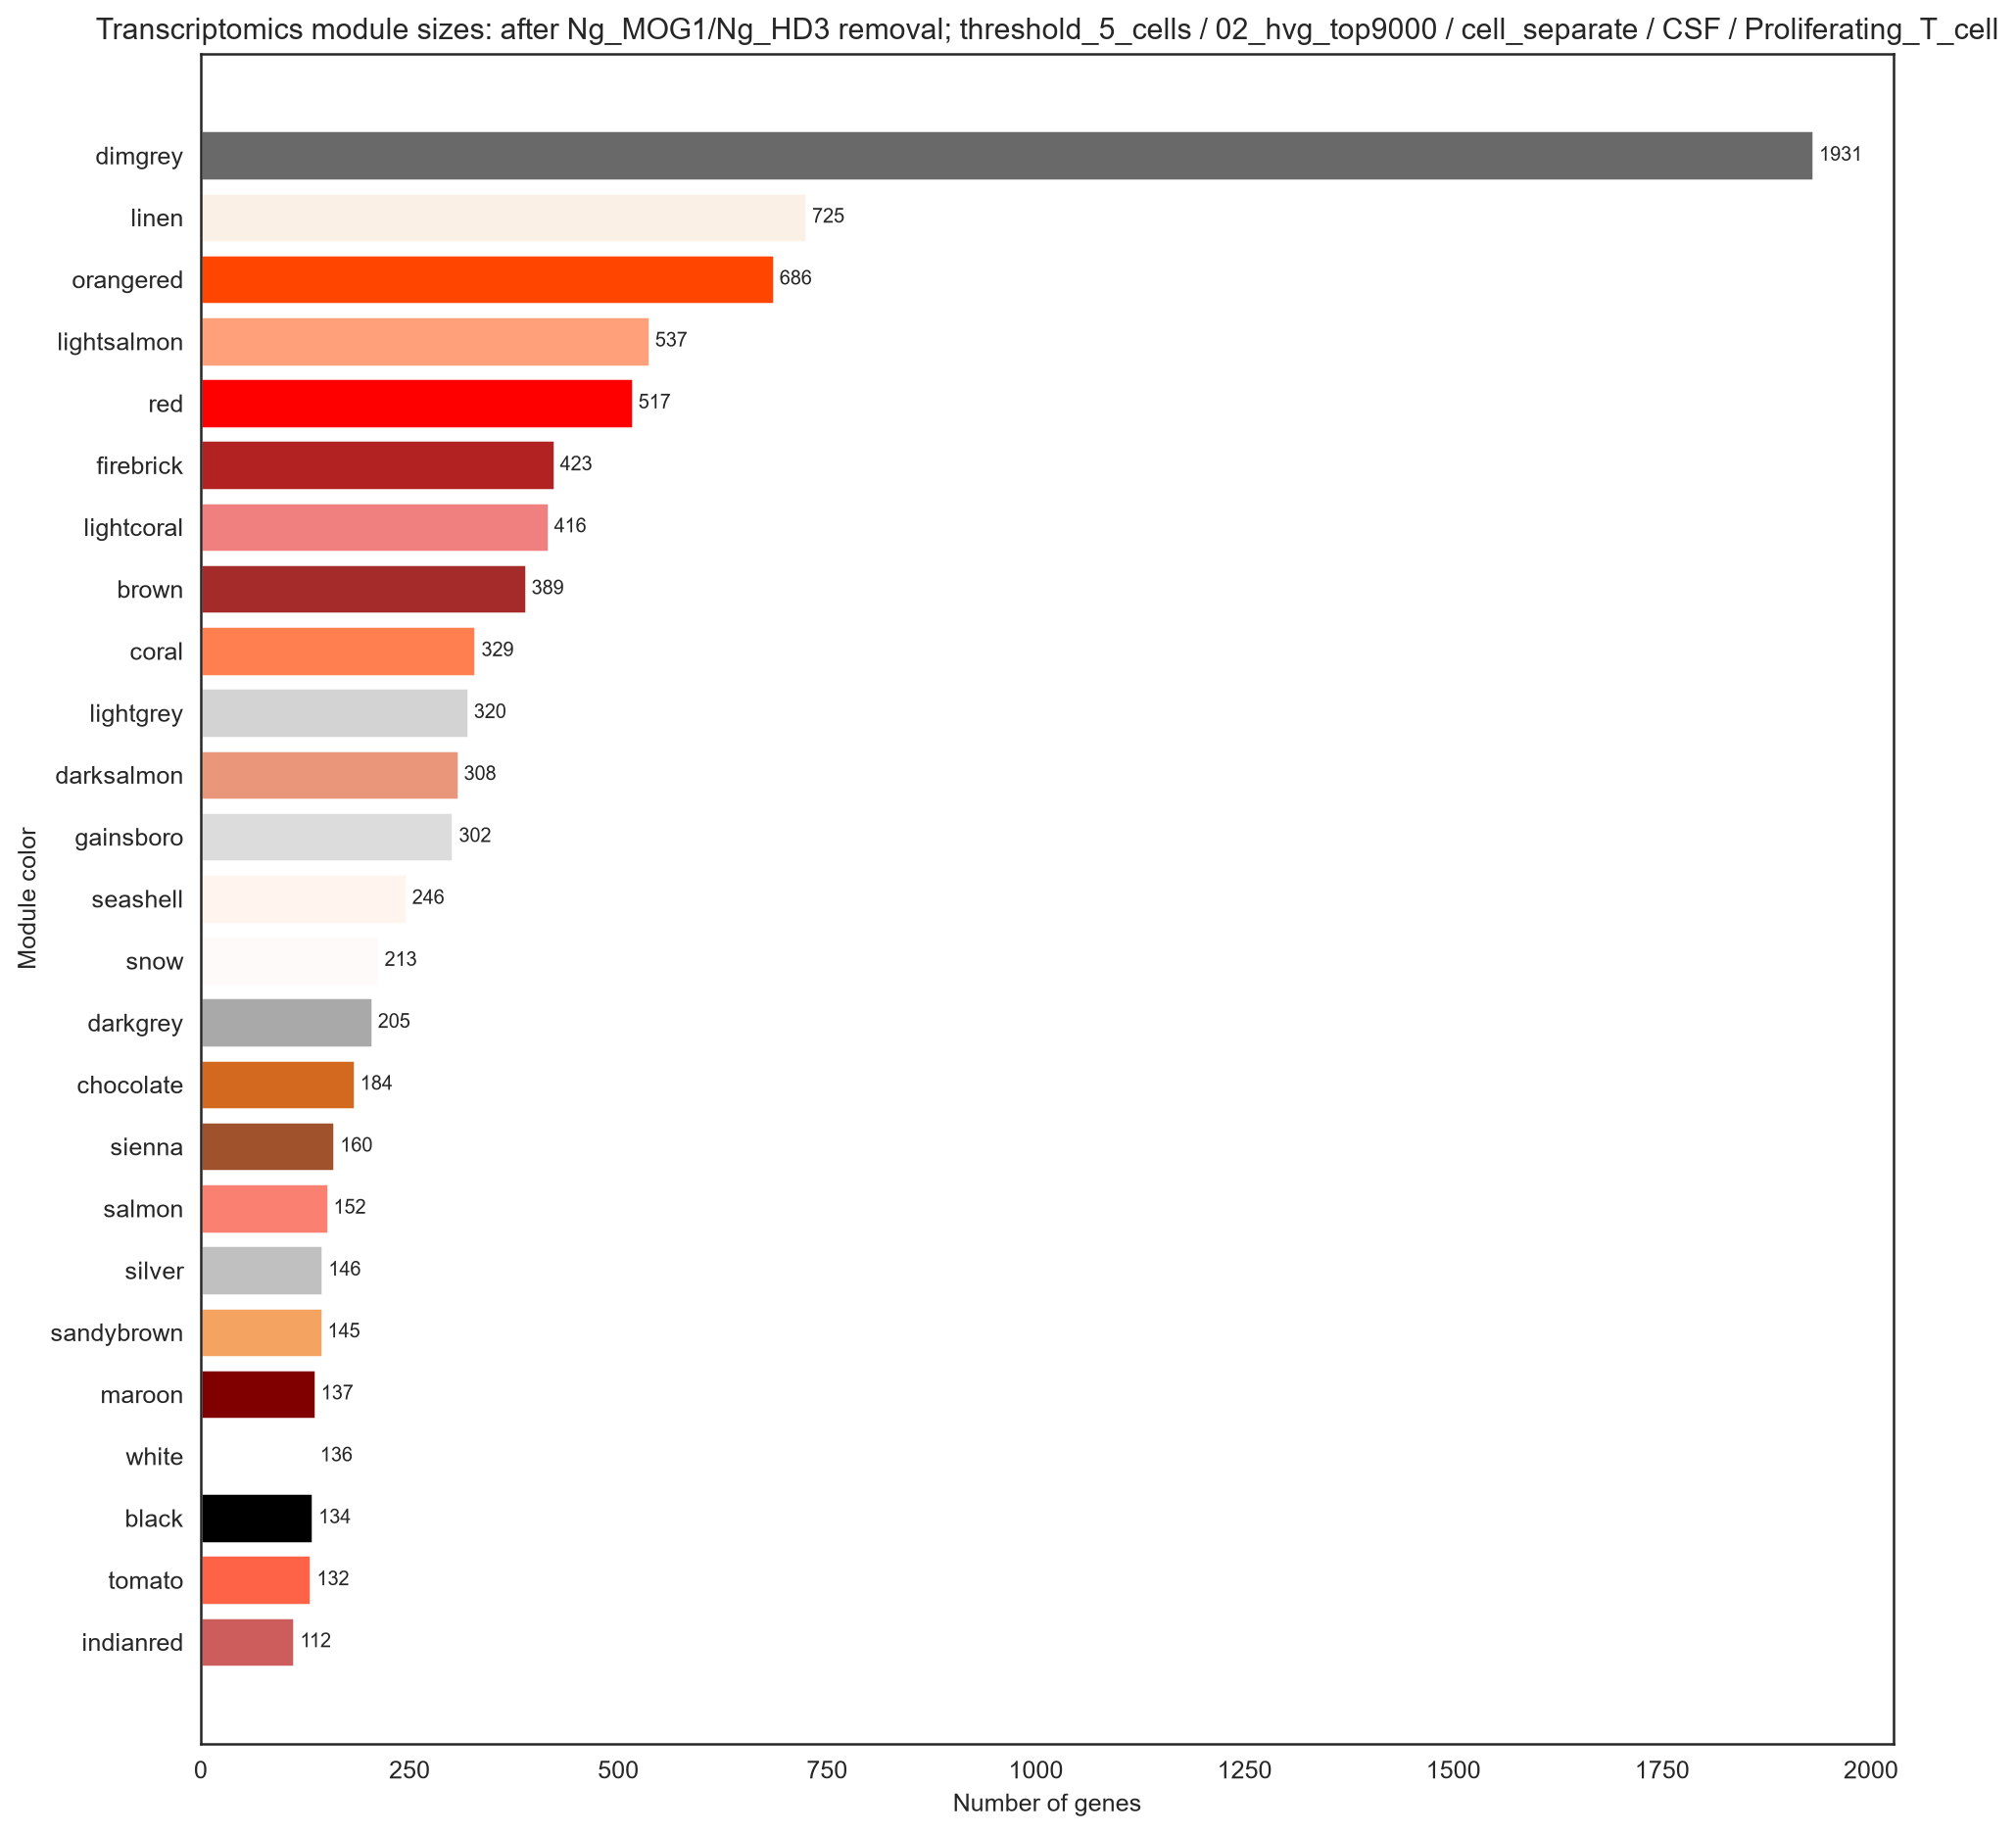 Transcriptomics module sizes: after Ng_MOG1/Ng_HD3 removal; threshold_5_cells / 02_hvg_top9000 / cell_separate / CSF / Proliferating_T_cell
dimgrey 1931
linen 725
orangered 686
lightsalmon 537
red 517
firebrick 423
lightcoral 416
brown 389
coral 329
lightgrey 320
darksalmon 308
gainsboro 302
seashell 246
snow 213
darkgrey 205
chocolate 184
sienna 160
salmon 152
silver 146
sandybrown 145
maroon 137
white 136
black 134
tomato 132
indianred 112
Module color
0 250 500 750 1000 1250 1500 1750 2000
Number of genes